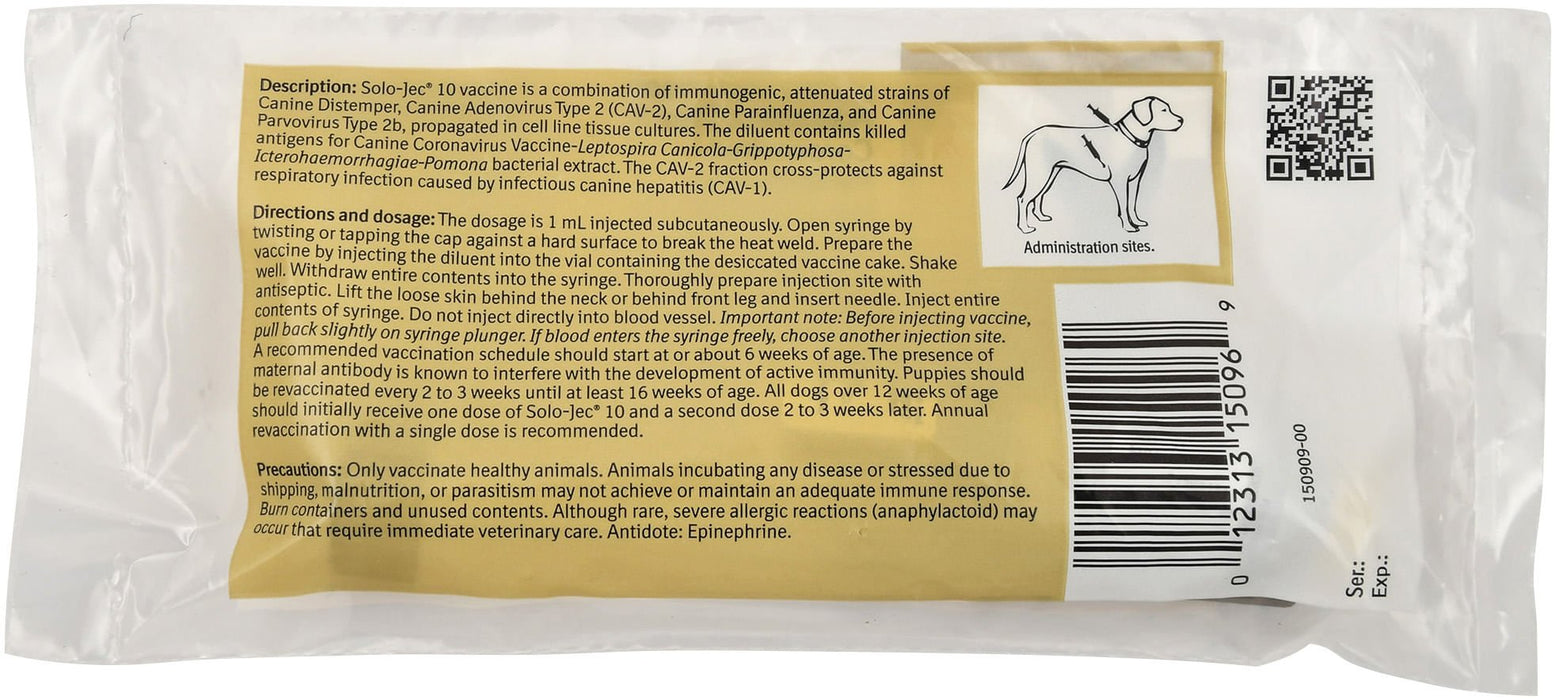 Description: Solo-Jec® 10 vaccine is a combination of immunogenic, attenuated strains of
Canine Distemper, Canine Adenovirus Type 2 (CAV-2), Canine Parainfluenza, and Canine
Parvovirus Type 2b, propagated in cell line tissue cultures. The diluent contains killed
antigens for Canine Coronavirus Vaccine-Leptospira Canicola-Grippotyphosa-
Icterohaemorrhagiae-Pomona bacterial extract. The CAV-2 fraction cross-protects against
respiratory infection caused by infectious canine hepatitis (CAV-1).
Directions and dosage: The dosage is 1 mL injected subcutaneously. Open syringe by
twisting or tapping the cap against a hard surface to break the heat weld. Prepare the
vaccine by injecting the diluent into the vial containing the desiccated vaccine cake. Shake
well. Withdraw entire contents into the syringe. Thoroughly prepare injection site with
antiseptic. Lift the loose skin behind the neck or behind front leg and insert needle. Inject entire
contents of syringe. Do not inject directly into blood vessel. Important note: Before injecting vaccine,
pull back slightly on syringe plunger. If blood enters the syringe freely, choose another injection site.
A recommended vaccination schedule should start at or about 6 weeks of age. The presence of
maternal antibody is known to interfere with the development of active immunity. Puppies should
be revaccinated every 2 to 3 weeks until at least 16 weeks of age. All dogs over 12 weeks of age
should initially receive one dose of Solo-Jec® 10 and a second dose 2 to 3 weeks later. Annual
revaccination with a single dose is recommended.
Precautions: Only vaccinate healthy animals. Animals incubating any disease or stressed due to
shipping, malnutrition, or parasitism may not achieve or maintain an adequate immune response.
Burn containers and unused contents. Although rare, severe allergic reactions (anaphylactoid) may
occur that require immediate veterinary care. Antidote: Epinephrine.
Administration sites.
0 12313 15096 9
150909-00
Ser.:
Exp.: